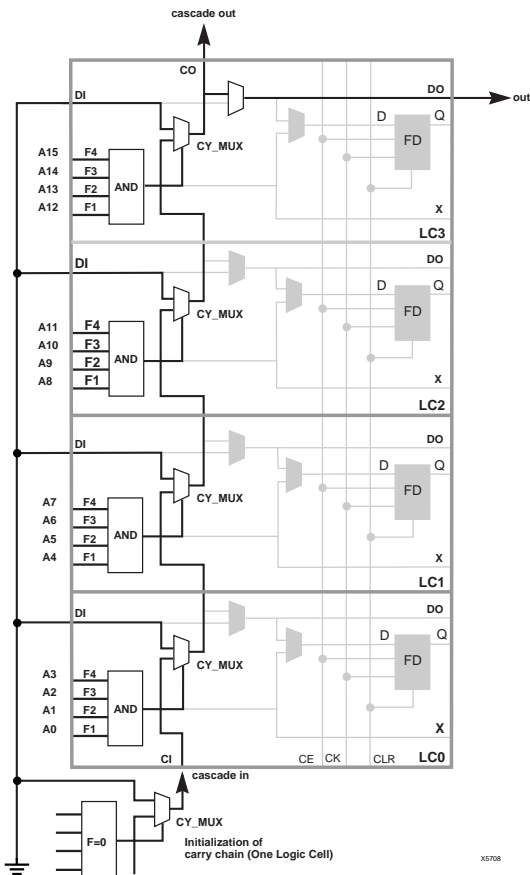 cascade out
CO
DI
DO
out
D
Q
A15
F4
CY_MUX
FD
A14
F3
AND
A13
F2
A12
F1
X
LC3
DI
DO
D
Q
CY_MUX
FD
A11
F4
A10
F3
AND
A9
F2
A8
F1
X
LC2
DI
DO
D
Q
CY_MUX
FD
A7
F4
A6
F3
AND
A5
F2
A4
F1
X
LC1
DI
DO
D
Q
CY_MUX
FD
A3
F4
A2
F3
AND
A1
F2
A0
F1
X
CI
CE
CK
CLR
LC0
cascade in
CY_MUX
F=0
Initialization of
carry chain (One Logic Cell)
X5708